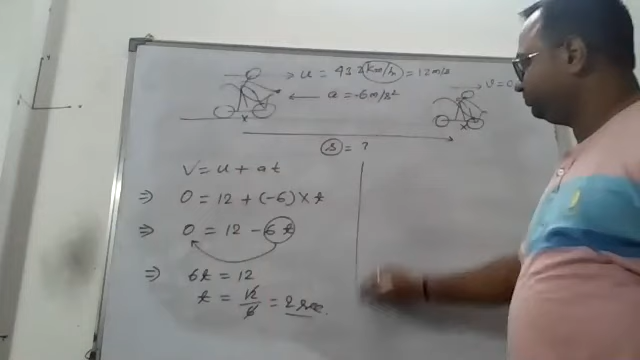 u = 43.2 km/h = 12 m/s
a = -6 m/s²
v = 0
s = ?
V = u + at
⇒ 0 = 12 + (-6) × t
⇒ 0 = 12 - 6t
⇒ 6t = 12
t = 12/6 = 2 sec.